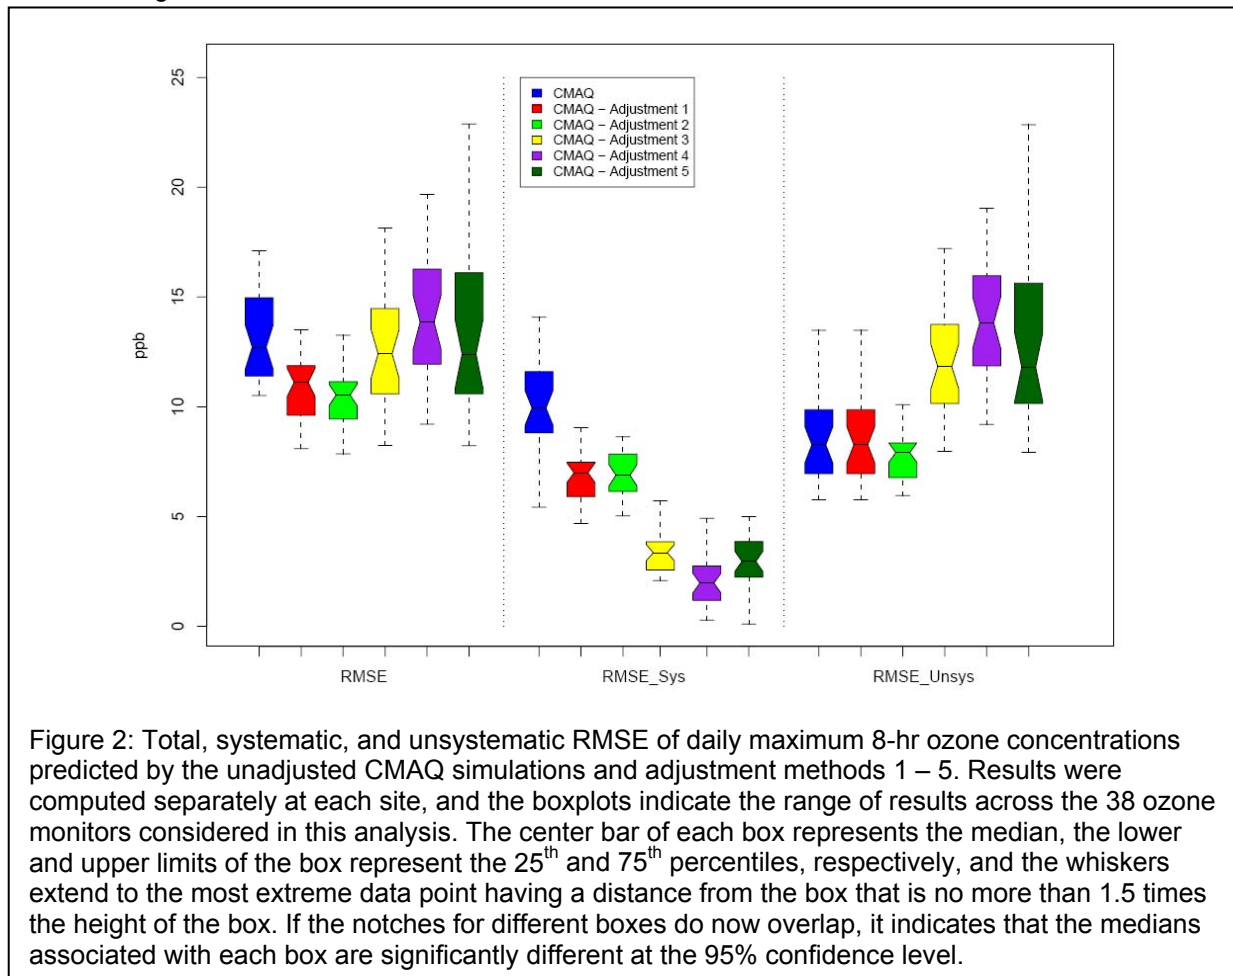 25
20
15
10
5
0
ppb
CMAQ
CMAQ − Adjustment 1
CMAQ − Adjustment 2
CMAQ − Adjustment 3
CMAQ − Adjustment 4
CMAQ − Adjustment 5
RMSE RMSE_Sys RMSE_Unsys
Figure 2: Total, systematic, and unsystematic RMSE of daily maximum 8-hr ozone concentrations
predicted by the unadjusted CMAQ simulations and adjustment methods 1 – 5. Results were
computed separately at each site, and the boxplots indicate the range of results across the 38 ozone
monitors considered in this analysis. The center bar of each box represents the median, the lower
and upper limits of the box represent the 25th and 75th percentiles, respectively, and the whiskers
extend to the most extreme data point having a distance from the box that is no more than 1.5 times
the height of the box. If the notches for different boxes do now overlap, it indicates that the medians
associated with each box are significantly different at the 95% confidence level.